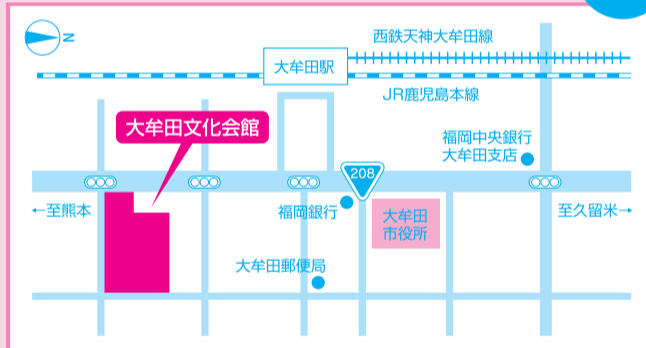 N
西鉄天神大牟田線
大牟田駅
JR鹿児島本線
大牟田文化会館
福岡中央銀行
大牟田支店
208
←至熊本
福岡銀行
大牟田
市役所
至久留米→
大牟田郵便局